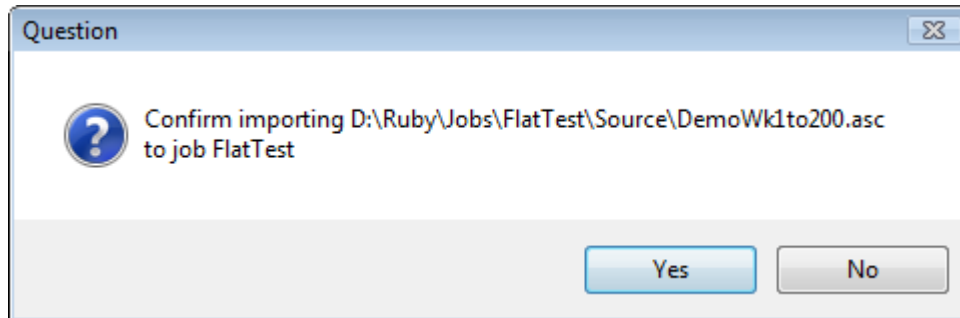 Question
Confirm importing D:\Ruby\Jobs\FlatTest\Source\DemoWk1to200.asc
to job FlatTest
Yes
No